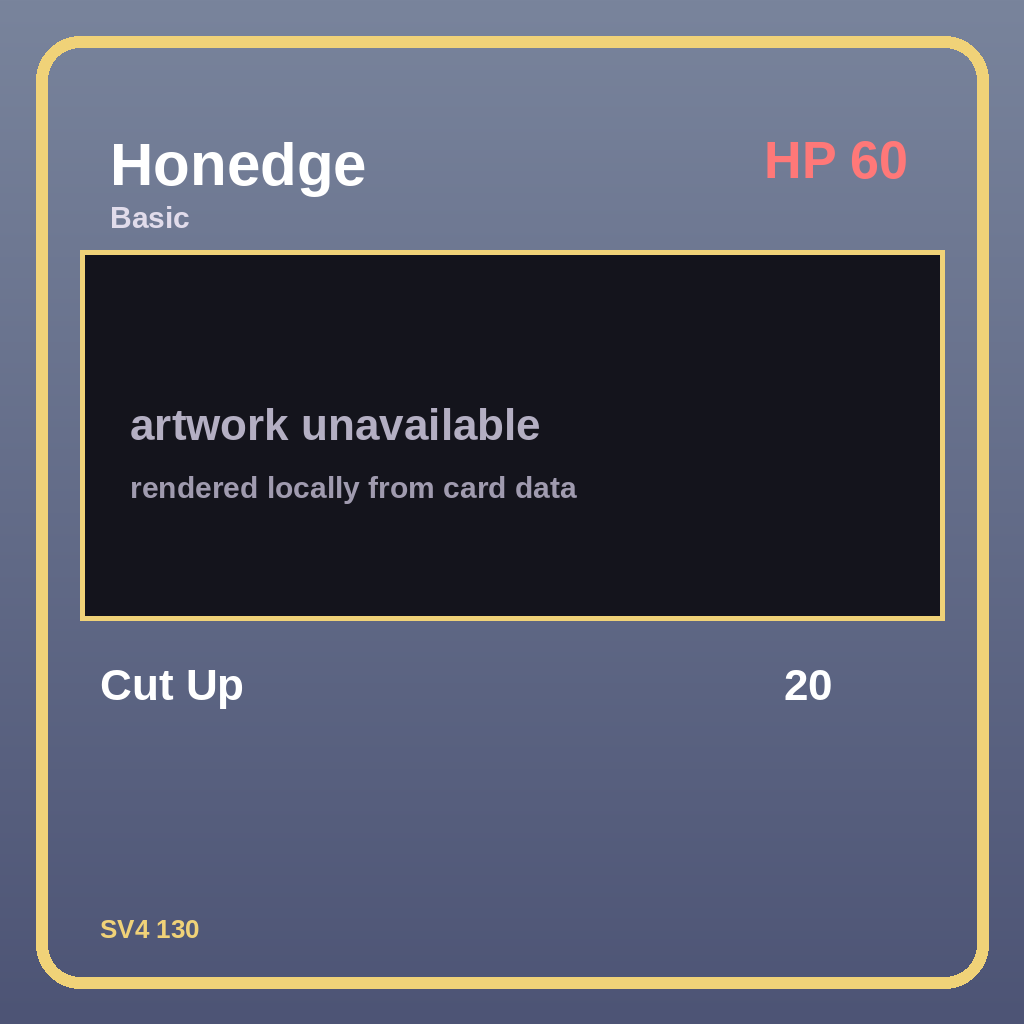 Honedge
HP 60
Basic
artwork unavailable
rendered locally from card data
Cut Up 20
SV4 130